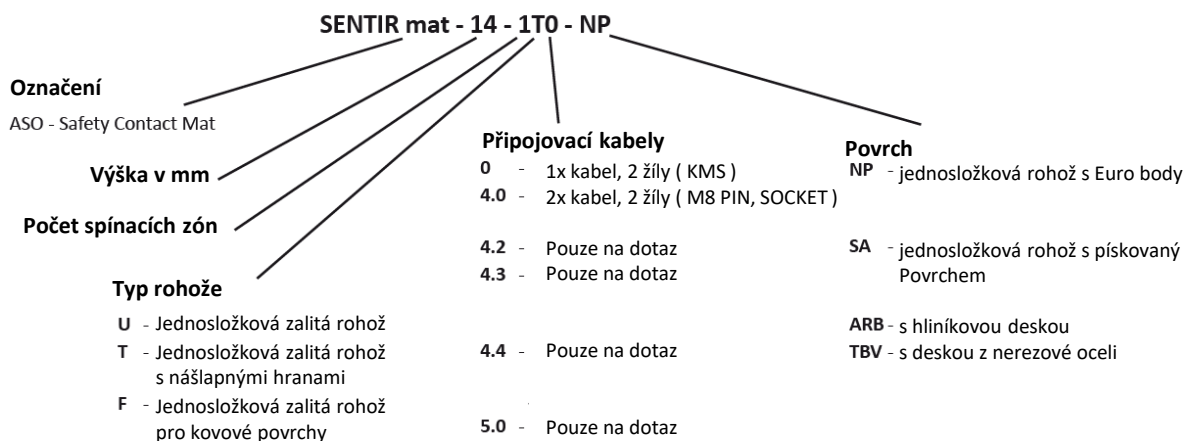 SENTIR mat - 14 - 1T0 - NP
Označení
ASO - Safety Contact Mat
Výška v mm
Počet spínacích zón
Typ rohože
U - Jednosložková zalitá rohož
T - Jednosložková zalitá rohož
s nášlapnými hranami
F - Jednosložková zalitá rohož
pro kovové povrchy
Připojovací kabely
0 - 1x kabel, 2 žíly ( KMS )
4.0 - 2x kabel, 2 žíly ( M8 PIN, SOCKET )
4.2 - Pouze na dotaz
4.3 - Pouze na dotaz
4.4 - Pouze na dotaz
5.0 - Pouze na dotaz
Povrch
NP - jednosložková rohož s Euro body
SA - jednosložková rohož s pískovaný
Povrchem
ARB - s hliníkovou deskou
TBV - s deskou z nerezové oceli